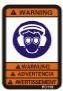 ⚠ WARNING
⚠ WARNUNG
⚠ ADVERTENCIA
⚠ AVERTISSEMENT